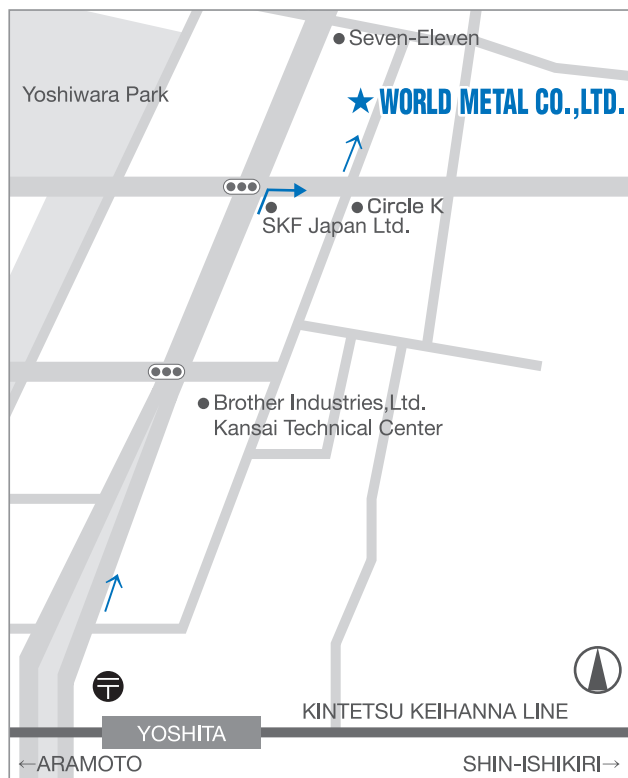 Seven-Eleven
Yoshiwara Park
★ WORLD METAL CO.,LTD.
Circle K
SKF Japan Ltd.
Brother Industries,Ltd.
Kansai Technical Center
〒
KINTETSU KEIHANNA LINE
YOSHITA
←ARAMOTO
SHIN-ISHIKIRI→